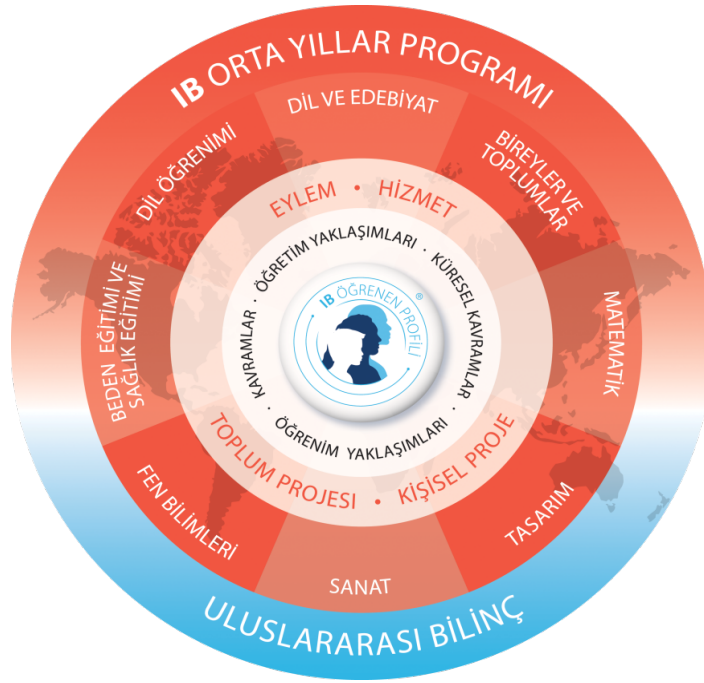 IB ORTA YILLAR PROGRAMI
DİL VE EDEBİYAT
BİREYLER VE
TOPLUMLAR
MATEMATİK
TASARIM
SANAT
FEN BİLİMLERİ
BEDEN EĞİTİMİ VE
SAĞLIK EĞİTİMİ
DİL ÖĞRENİMİ
EYLEM • HİZMET
TOPLUM PROJESI • KİŞİSEL PROJE
ÖĞRETİM YAKLAŞIMLARI · KÜRESEL KAVRAMLAR · ÖĞRENİM YAKLAŞIMLARI · KAVRAMLAR ·
IB ÖĞRENEN PROFİLİ ®
ULUSLARARASI BİLİNÇ